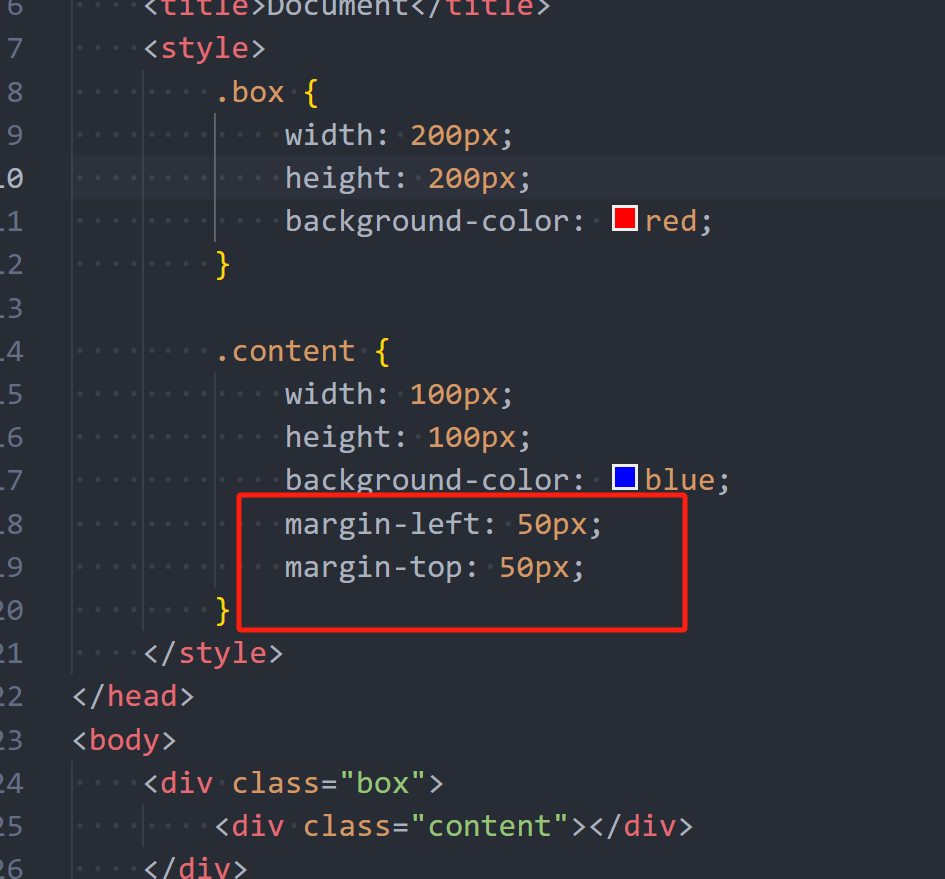 6 <title>Document</title>
7 <style>
8 .box {
9 width: 200px;
10 height: 200px;
11 background-color: red;
12 }
13
14 .content {
15 width: 100px;
16 height: 100px;
17 background-color: blue;
18 margin-left: 50px;
19 margin-top: 50px;
20 }
21 </style>
22 </head>
23 <body>
24 <div class="box">
25 <div class="content"></div>
26 </div>